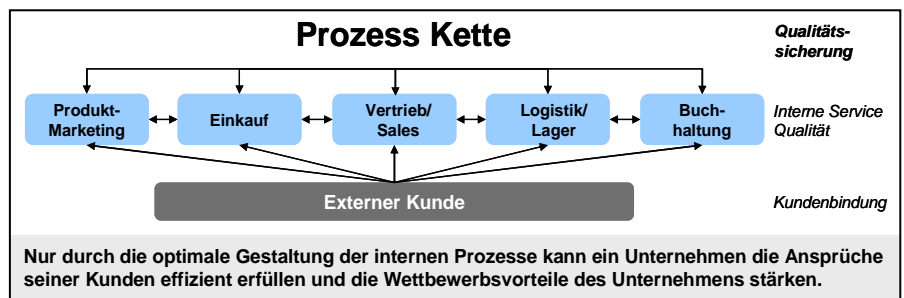 Prozess Kette
Qualitäts-
sicherung
Produkt-
Marketing
Einkauf
Vertrieb/
Sales
Logistik/
Lager
Buch-
haltung
Interne Service
Qualität
Externer Kunde
Kundenbindung
Nur durch die optimale Gestaltung der internen Prozesse kann ein Unternehmen die Ansprüche
seiner Kunden effizient erfüllen und die Wettbewerbsvorteile des Unternehmens stärken.